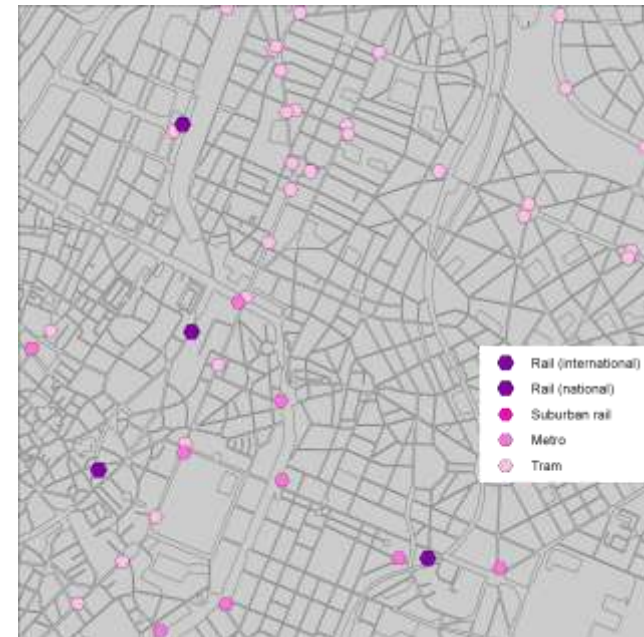 Rail (international)
Rail (national)
Suburban rail
Metro
Tram